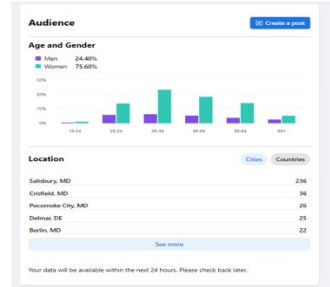 Audience
Create a post
Age and Gender
Men 24.40%
Women 75.60%
30%
20%
10%
0%
18-24 25-34 35-44 45-54 55-64 65+
Location
Cities Countries
Salisbury, MD 236
Crisfield, MD 36
Pocomoke City, MD 26
Delmar, DE 25
Berlin, MD 22
See more
Your data will be available within the next 24 hours. Please check back later.